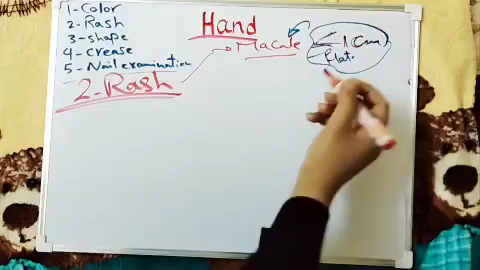 Hand
1-Color
2-Rash
3-shape
4-crease
5-Nail examination
2-Rash
Macule
≤ 1 cm
flat